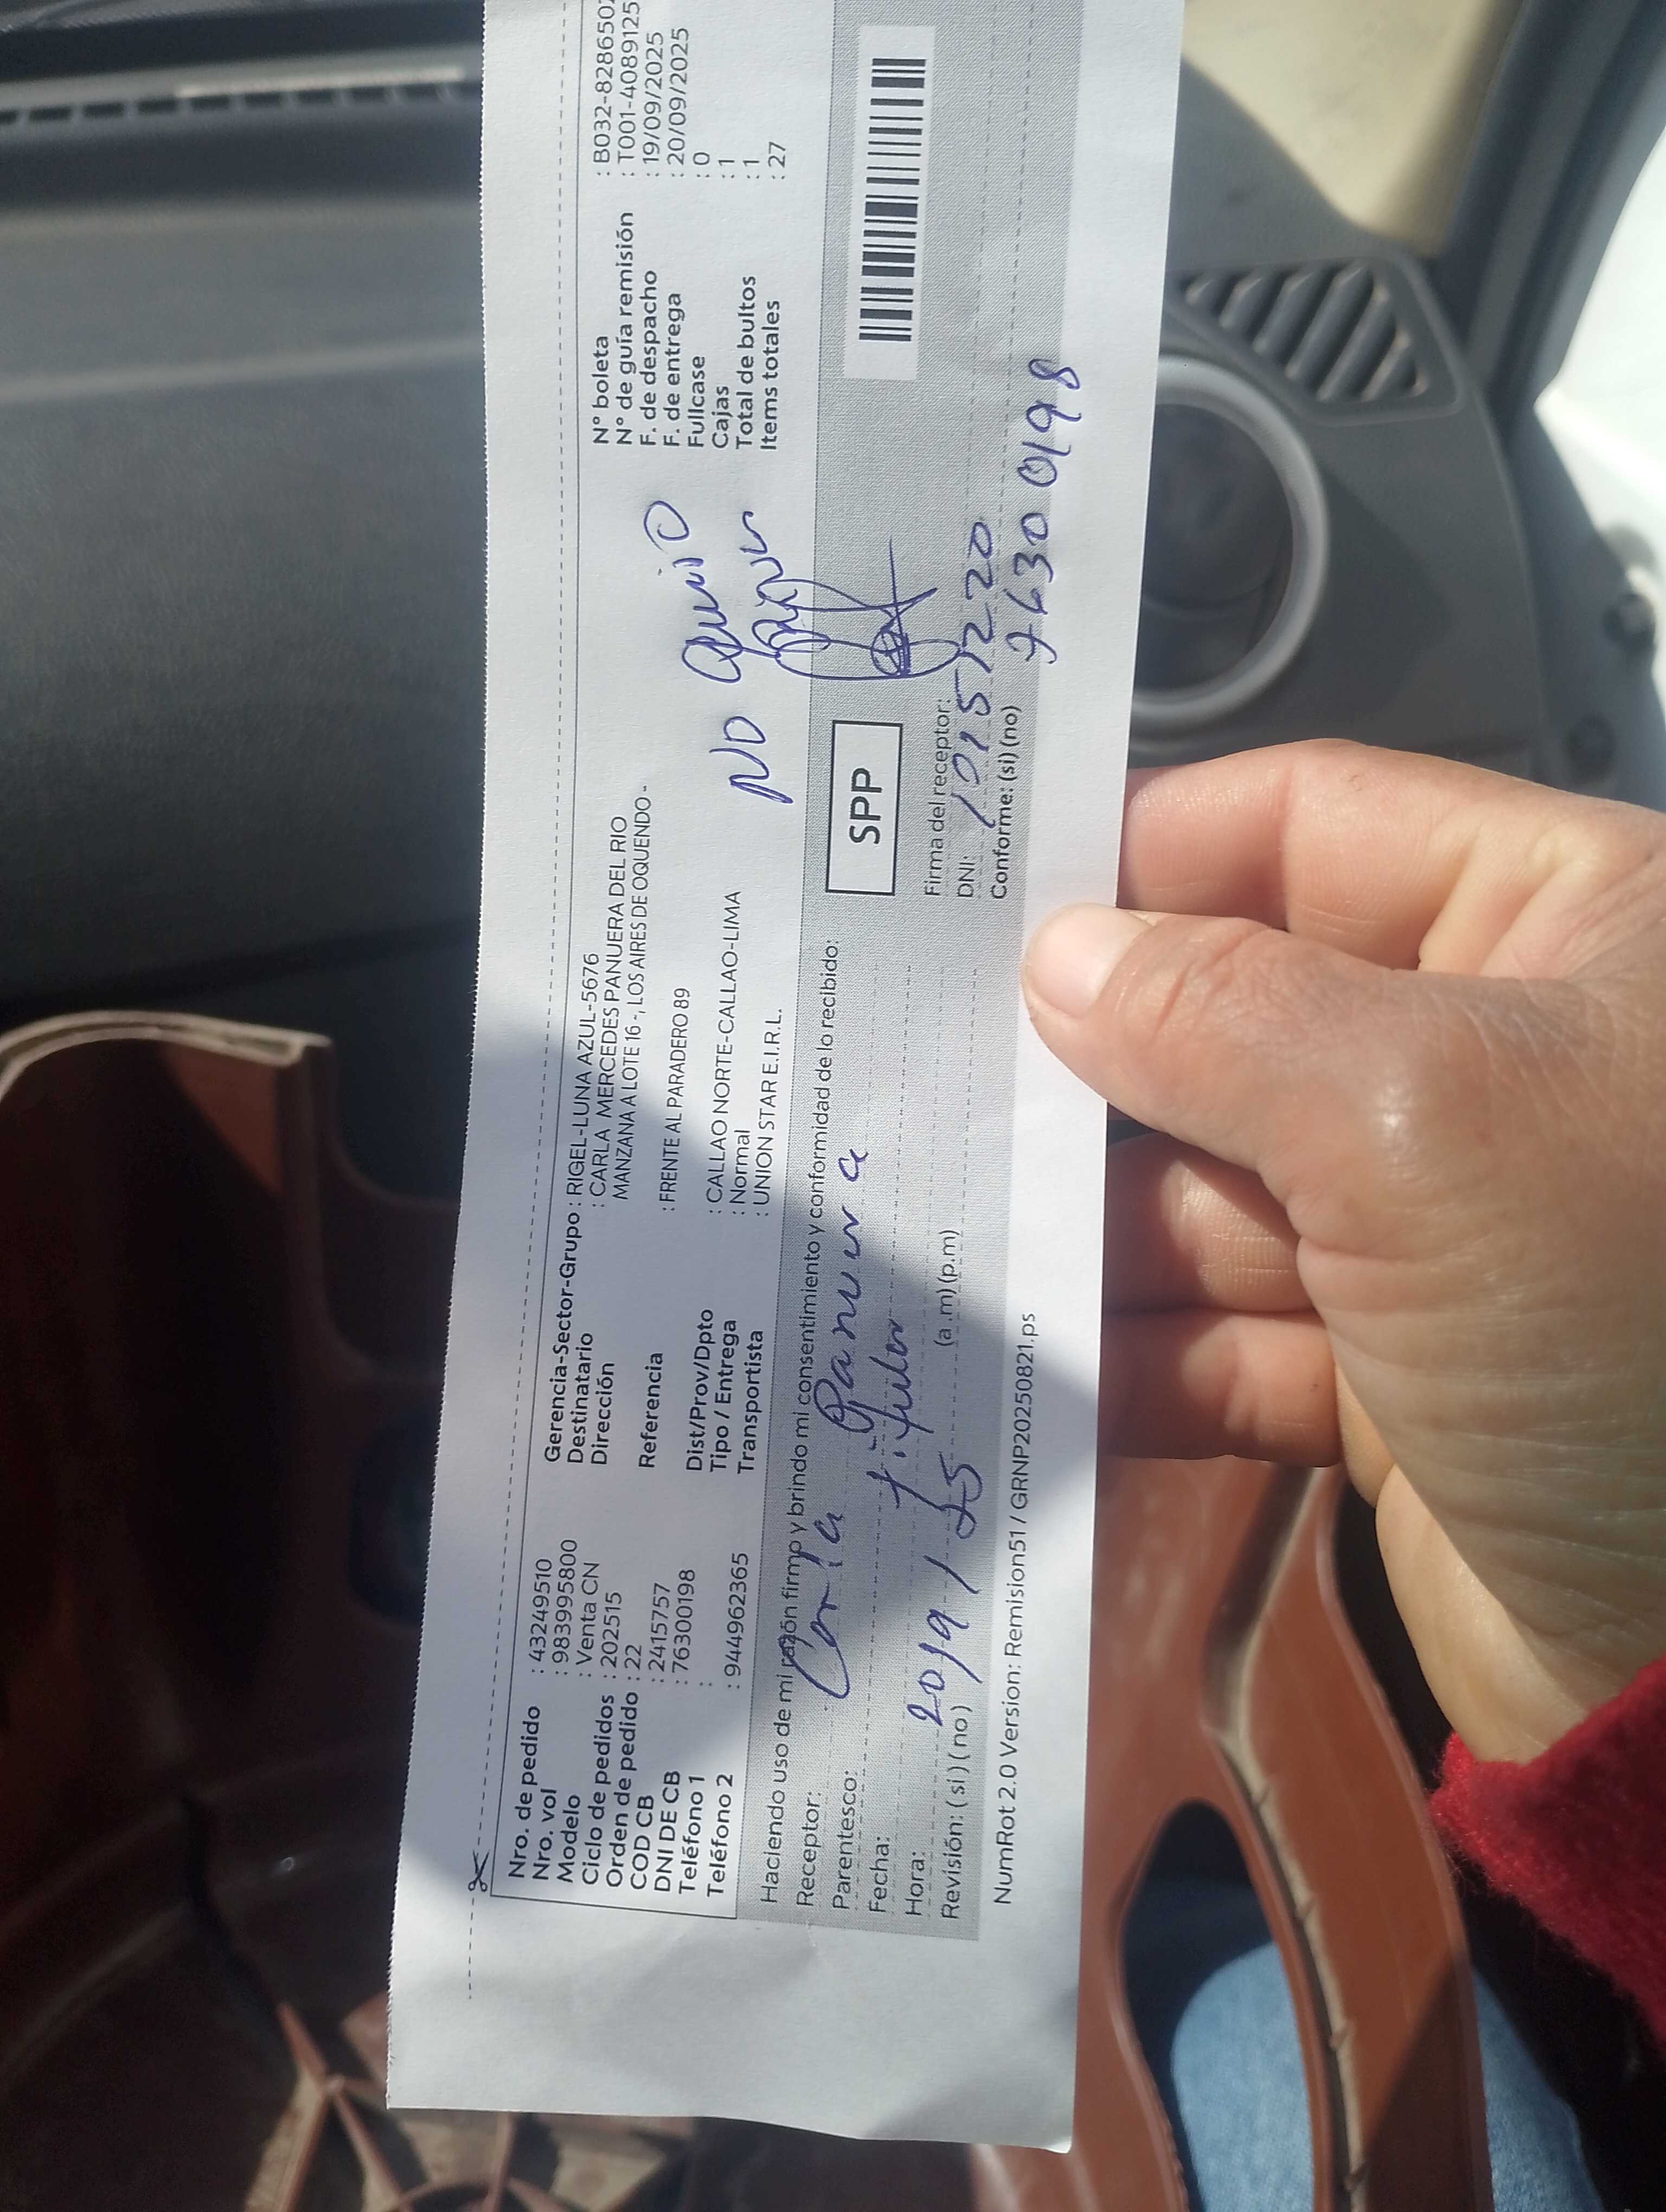 Nro. de pedido : 43249510
Nro. vol : 983995800
Modelo : Venta CN
Ciclo de pedidos : 202515
Orden de pedido : 22
COD CB : 2415757
DNI DE CB : 76300198
Teléfono 1 :
Teléfono 2 : 944962365
Gerencia-Sector-Grupo : RIGEL-LUNA AZUL-5676
Destinatario : CARLA MERCEDES PANUERA DEL RIO
Dirección MANZANA A LOTE 16 -, LOS AIRES DE OQUENDO -
Referencia : FRENTE AL PARADERO 89
Dist/Prov/Dpto : CALLAO NORTE-CALLAO-LIMA
Tipo / Entrega : Normal
Transportista : UNION STAR E.I.R.L.
N° boleta : B032-8286502
N° de guía remisión : T001-4089125
F. de despacho : 19/09/2025
F. de entrega : 20/09/2025
Fullcase : 0
Cajas : 1
Total de bultos : 1
Items totales : 27
NO
Haciendo uso de mi razón firmo y brindo mi consentimiento y conformidad de lo recibido:
Receptor: Carla Panuera
Parentesco: titular
Fecha: 20/9/25
Hora: (a.m) (p.m)
Revisión: (si) (no)
SPP
Firma del receptor:
DNI:
Conforme: (si) (no)
76300198
NumRot 2.0 Version: Remision51 / GRNP20250821.ps